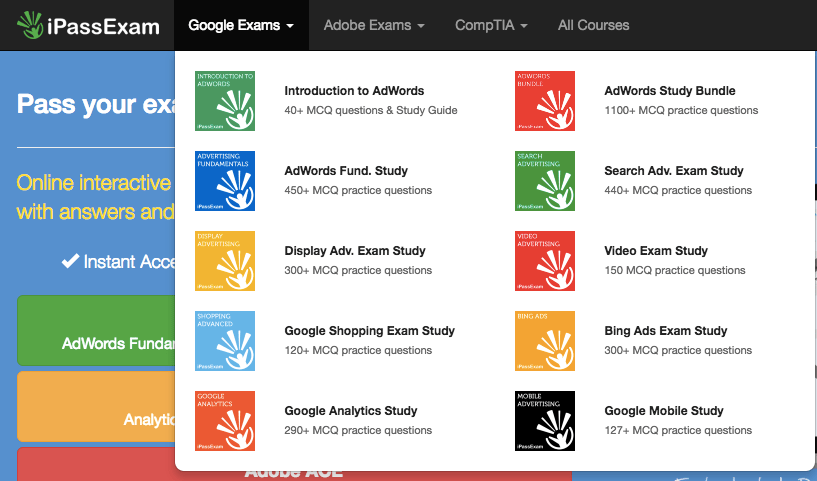 iPassExam
Google Exams
Adobe Exams
CompTIA
All Courses
Pass your exa
Online interactive
with answers and
Instant Acce
AdWords Fundar
Analytic
Adobe ACE
INTRODUCTION TO
ADWORDS
iPassExam
Introduction to AdWords
40+ MCQ questions & Study Guide
ADWORDS
BUNDLE
iPassExam
AdWords Study Bundle
1100+ MCQ practice questions
ADVERTISING
FUNDAMENTALS
iPassExam
AdWords Fund. Study
450+ MCQ practice questions
SEARCH
ADVERTISING
iPassExam
Search Adv. Exam Study
440+ MCQ practice questions
DISPLAY
ADVERTISING
iPassExam
Display Adv. Exam Study
300+ MCQ practice questions
VIDEO
ADVERTISING
iPassExam
Video Exam Study
150 MCQ practice questions
SHOPPING
ADVANCED
iPassExam
Google Shopping Exam Study
120+ MCQ practice questions
BING ADS
iPassExam
Bing Ads Exam Study
300+ MCQ practice questions
GOOGLE
ANALYTICS
iPassExam
Google Analytics Study
290+ MCQ practice questions
MOBILE
ADVERTISING
iPassExam
Google Mobile Study
127+ MCQ practice questions